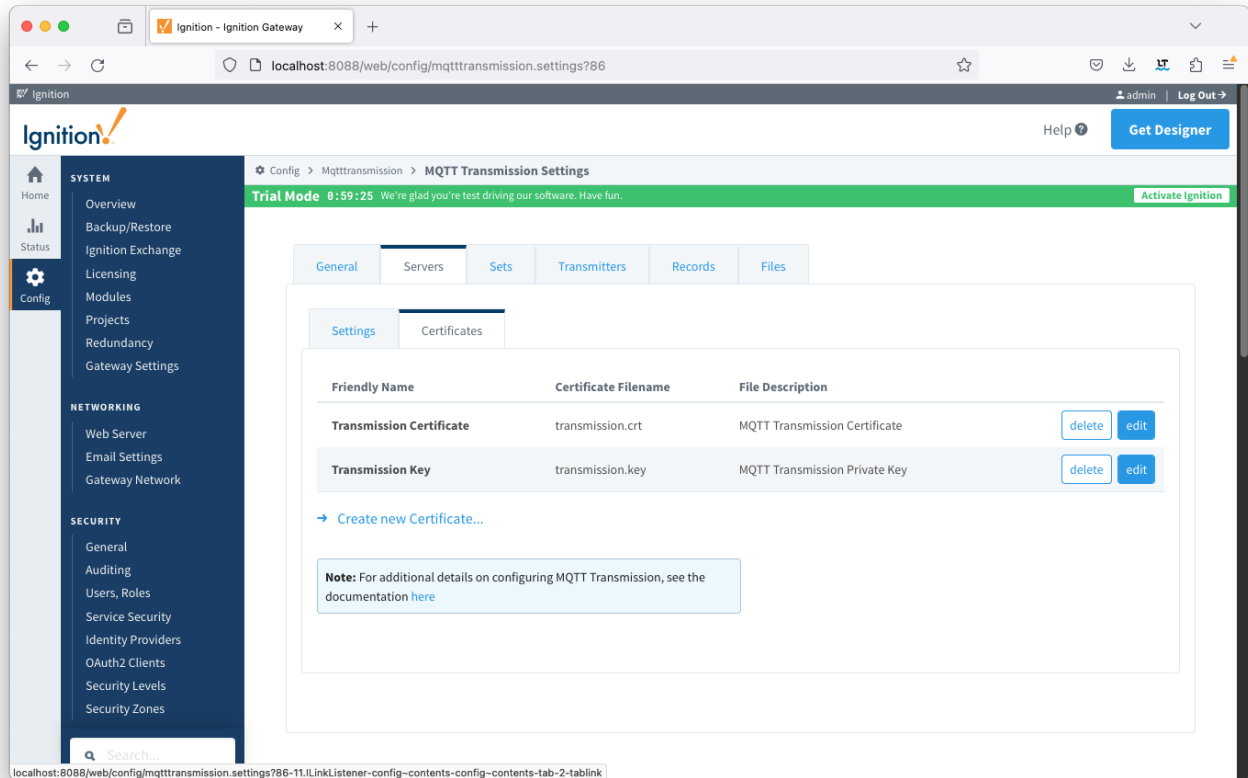 Ignition - Ignition Gateway
localhost:8088/web/config/mqtttransmission.settings?86
Ignition
admin | Log Out →
Ignition!
Help ?
Get Designer
Home
Status
Config
SYSTEM
Overview
Backup/Restore
Ignition Exchange
Licensing
Modules
Projects
Redundancy
Gateway Settings
NETWORKING
Web Server
Email Settings
Gateway Network
SECURITY
General
Auditing
Users, Roles
Service Security
Identity Providers
OAuth2 Clients
Security Levels
Security Zones
Search...
Config > Mqtttransmission > MQTT Transmission Settings
Trial Mode 0:59:25 We're glad you're test driving our software. Have fun.
Activate Ignition
General Servers Sets Transmitters Records Files
Settings Certificates
Friendly Name Certificate Filename File Description
Transmission Certificate transmission.crt MQTT Transmission Certificate delete edit
Transmission Key transmission.key MQTT Transmission Private Key delete edit
→ Create new Certificate...
Note: For additional details on configuring MQTT Transmission, see the
documentation here
localhost:8088/web/config/mqtttransmission.settings?86-11.ILinkListener-config~contents-config~contents-tab-2-tablink